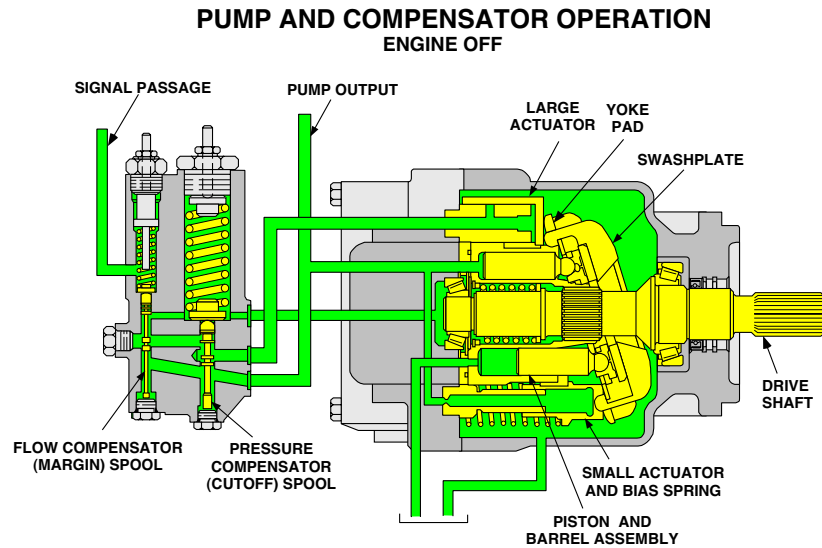 PUMP AND COMPENSATOR OPERATION
ENGINE OFF
SIGNAL PASSAGE
PUMP OUTPUT
LARGE
ACTUATOR
YOKE
PAD
SWASHPLATE
DRIVE
SHAFT
FLOW COMPENSATOR
(MARGIN) SPOOL
PRESSURE
COMPENSATOR
(CUTOFF) SPOOL
SMALL ACTUATOR
AND BIAS SPRING
PISTON AND
BARREL ASSEMBLY